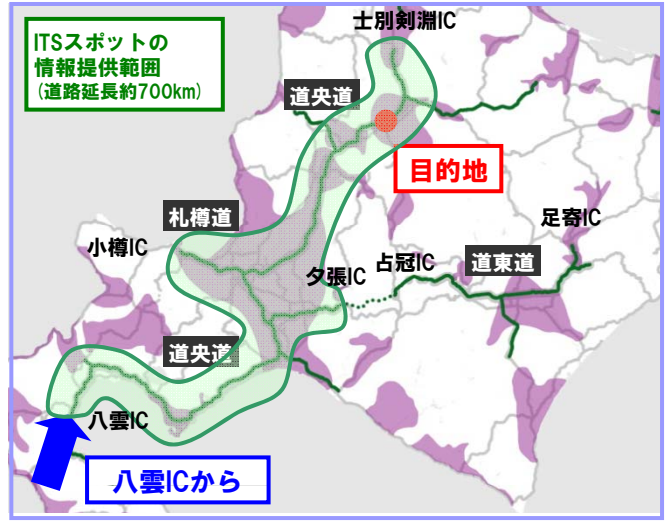 士別剣淵IC
ITSスポットの
情報提供範囲
(道路延長約700km)
道央道
目的地
札樽道
足寄IC
小樽IC
夕張IC
占冠IC
道東道
道央道
八雲IC
八雲ICから